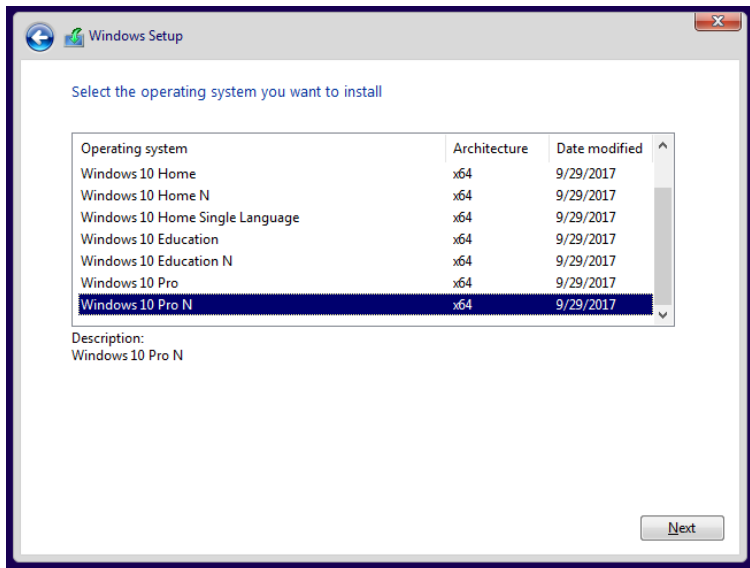 Windows Setup
Select the operating system you want to install
Operating system Architecture Date modified
Windows 10 Home x64 9/29/2017
Windows 10 Home N x64 9/29/2017
Windows 10 Home Single Language x64 9/29/2017
Windows 10 Education x64 9/29/2017
Windows 10 Education N x64 9/29/2017
Windows 10 Pro x64 9/29/2017
Windows 10 Pro N x64 9/29/2017
Description:
Windows 10 Pro N
Next